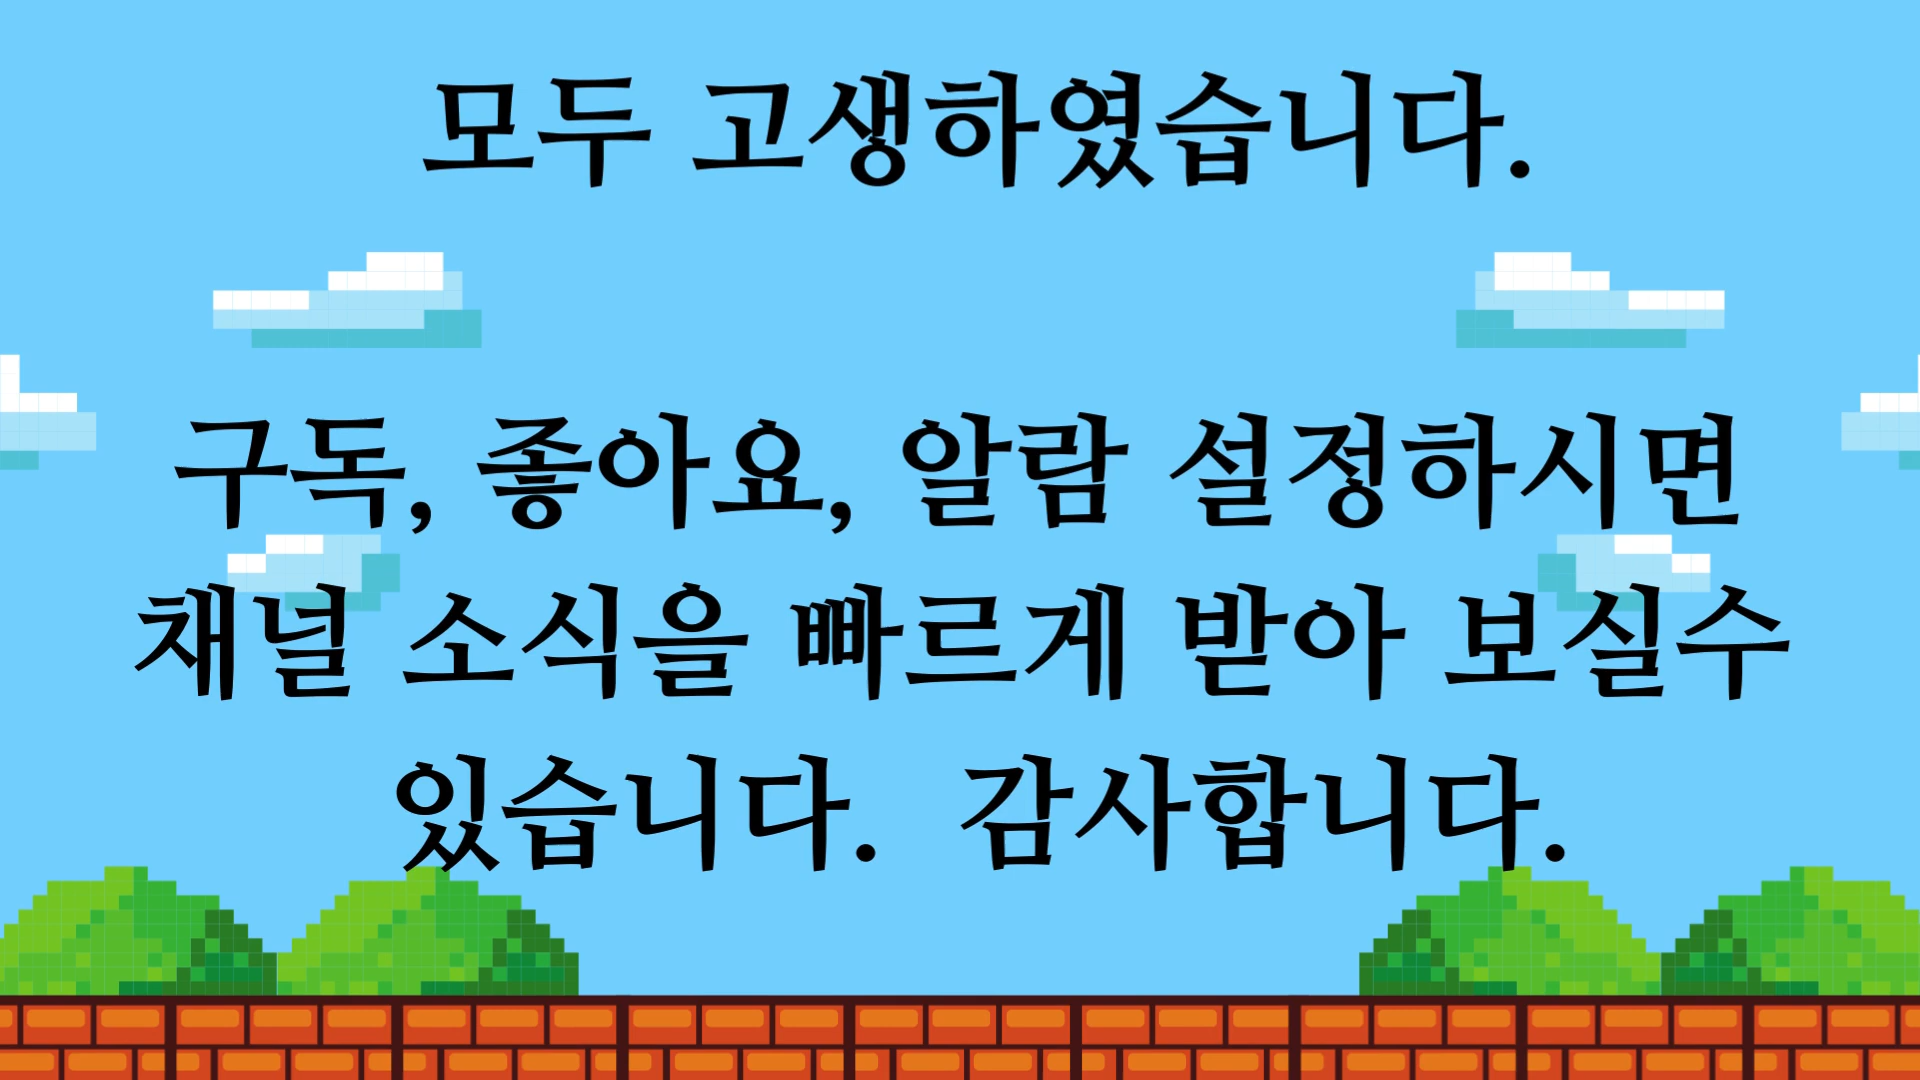 모두 고생하였습니다.
구독, 좋아요, 알람 설정하시면
채널 소식을 빠르게 받아 보실수
있습니다.  감사합니다.